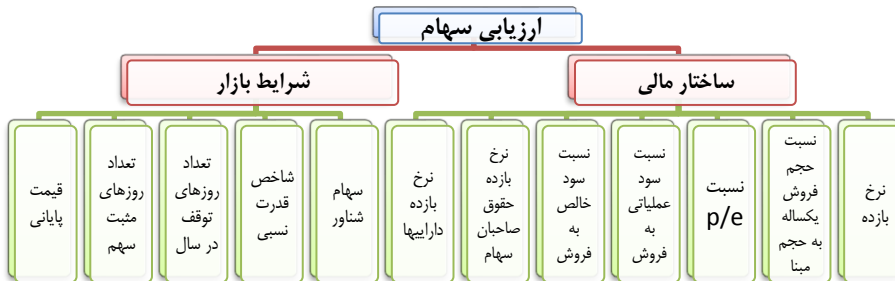 ارزیابی سهام
ساختار مالی
شرایط بازار
نرخ
بازده
نسبت
حجم
فروش
یکساله
به حجم
مبنا
نسبت
p/e
نسبت
سود
عملیاتی
به
فروش
نسبت
سود
خالص
به
فروش
نرخ
بازده
حقوق
صاحبان
سهام
نرخ
بازده
داراییها
سهام
شناور
شاخص
قدرت
نسبی
تعداد
روزهای
توقف
در سال
تعداد
روزهای
مثبت
سهم
قیمت
پایانی